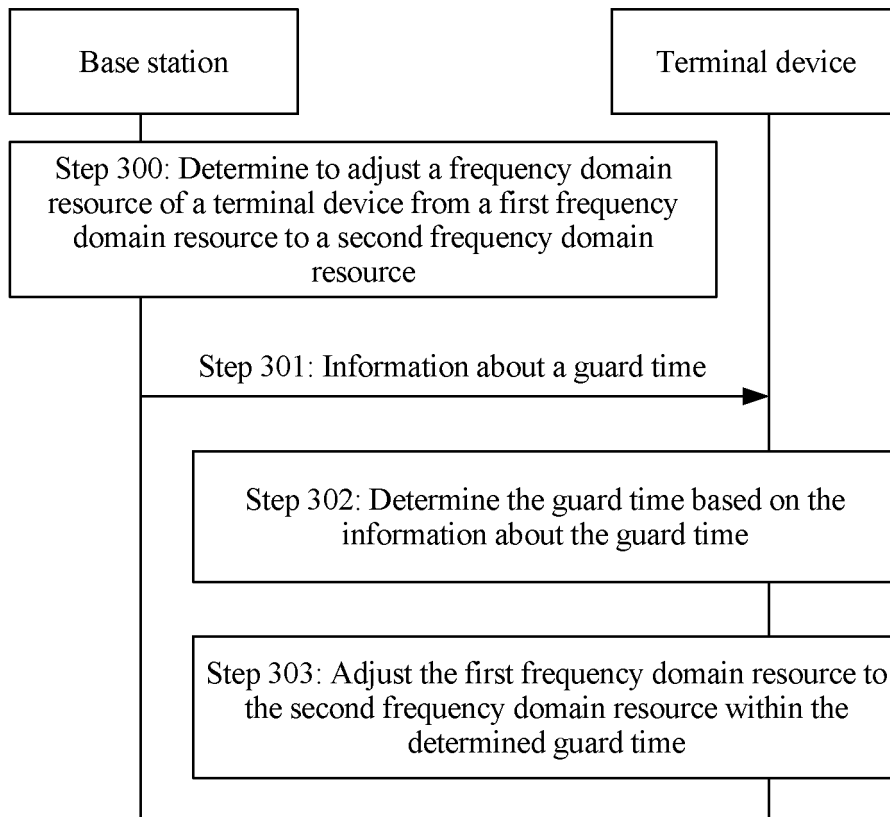 Base station
Terminal device
Step 300: Determine to adjust a frequency domain
resource of a terminal device from a first frequency
domain resource to a second frequency domain
resource
Step 301: Information about a guard time
Step 302: Determine the guard time based on the
information about the guard time
Step 303: Adjust the first frequency domain resource to
the second frequency domain resource within the
determined guard time